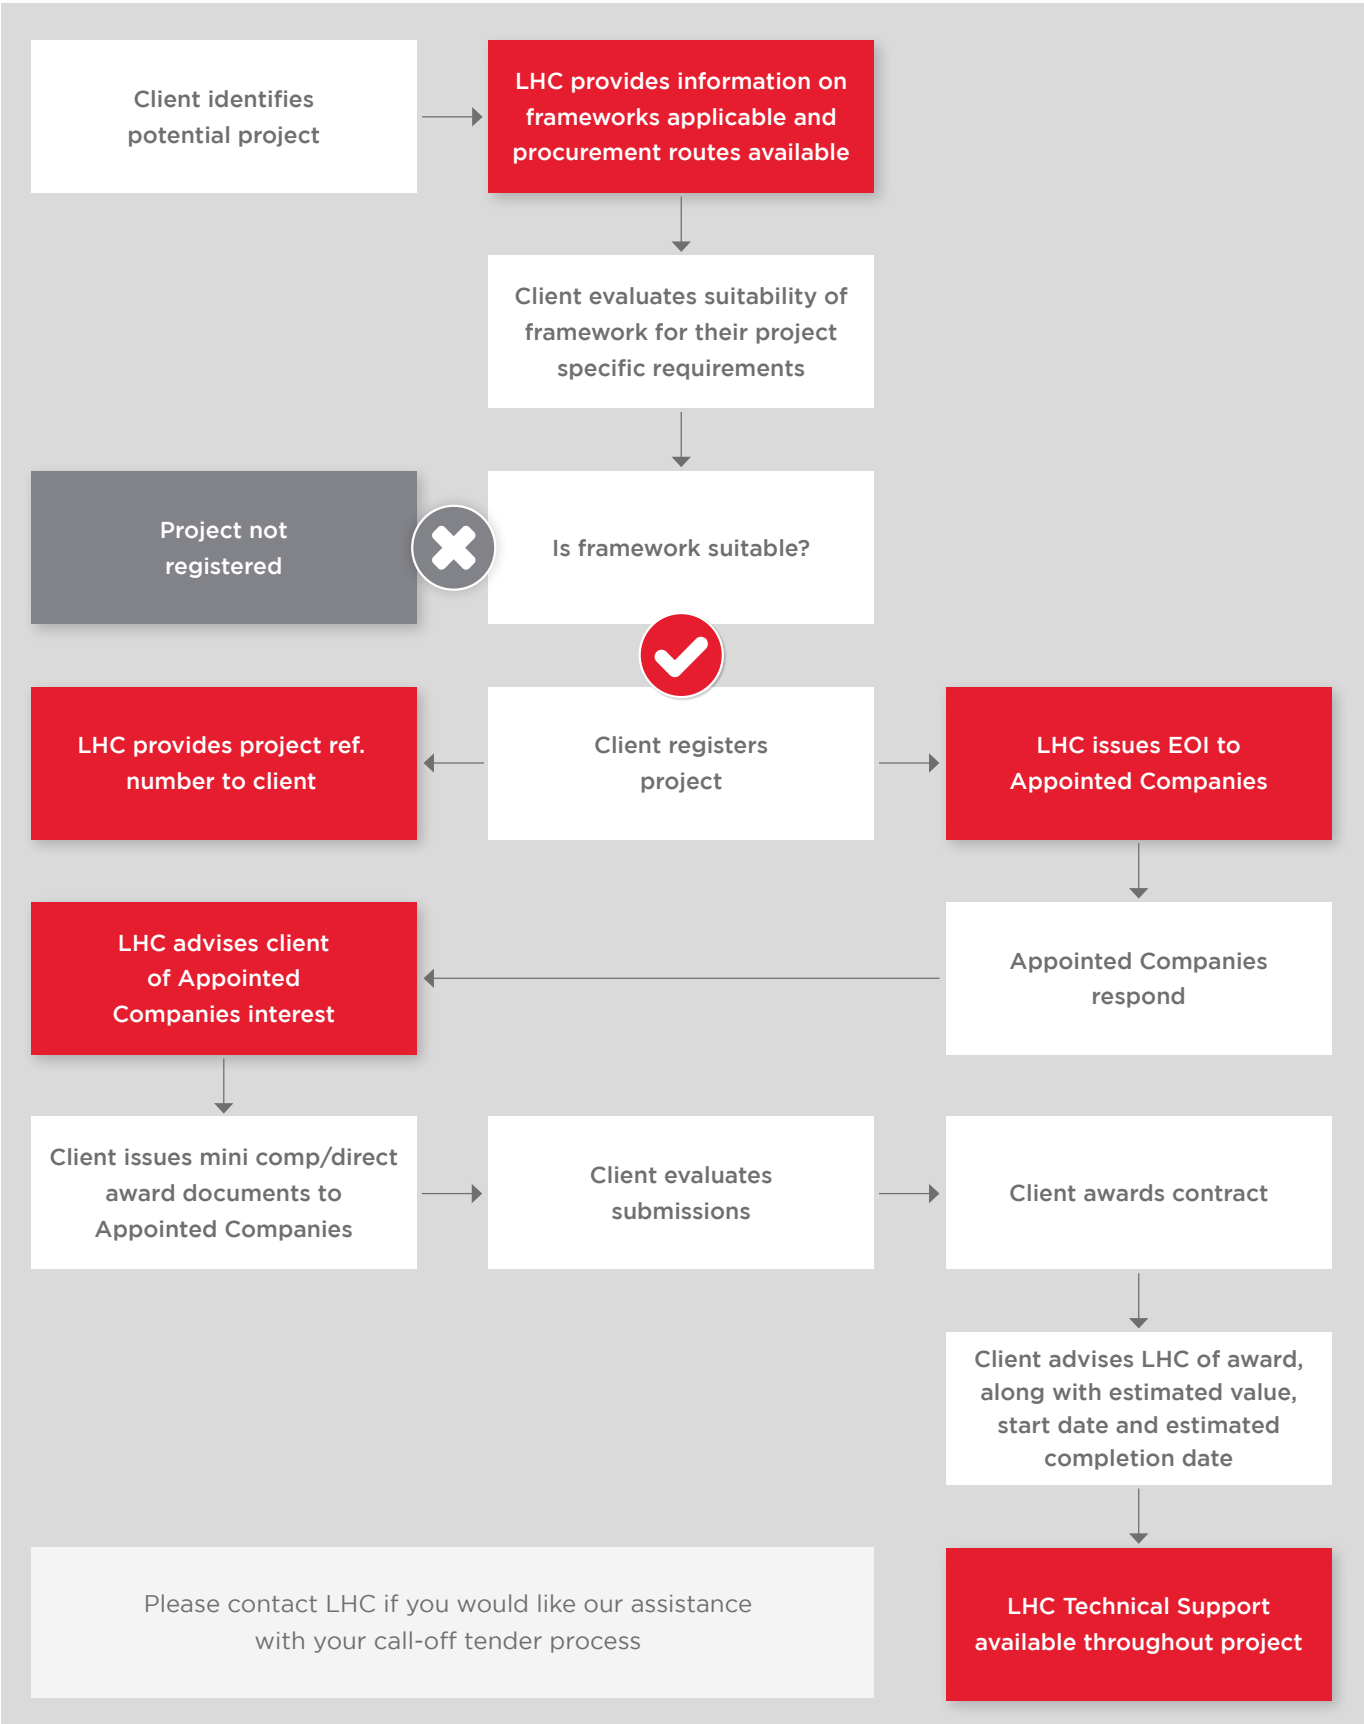 Client identifies
potential project
LHC provides information on
frameworks applicable and
procurement routes available
Client evaluates suitability of
framework for their project
specific requirements
Project not
registered
Is framework suitable?
LHC provides project ref.
number to client
Client registers
project
LHC issues EOI to
Appointed Companies
LHC advises client
of Appointed
Companies interest
Appointed Companies
respond
Client issues mini comp/direct
award documents to
Appointed Companies
Client evaluates
submissions
Client awards contract
Client advises LHC of award,
along with estimated value,
start date and estimated
completion date
Please contact LHC if you would like our assistance
with your call-off tender process
LHC Technical Support
available throughout project